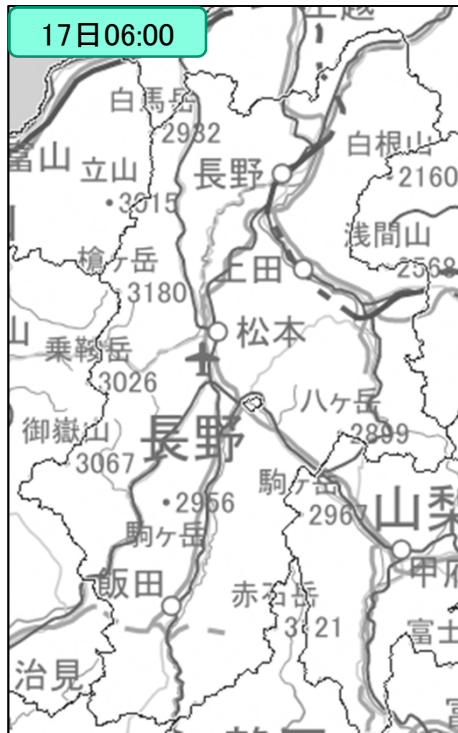 17日06:00
上越
白馬岳
2932
白根山
2160
富山
立山
3015
長野
浅間山
2568
槍ヶ岳
3180
上田
山
松本
乗鞍岳
3026
八ヶ岳
2899
御嶽山
3067
長野
駒ヶ岳
2967
山梨
2956
駒ヶ岳
飯田
甲府
赤石岳
3121
富士
治見